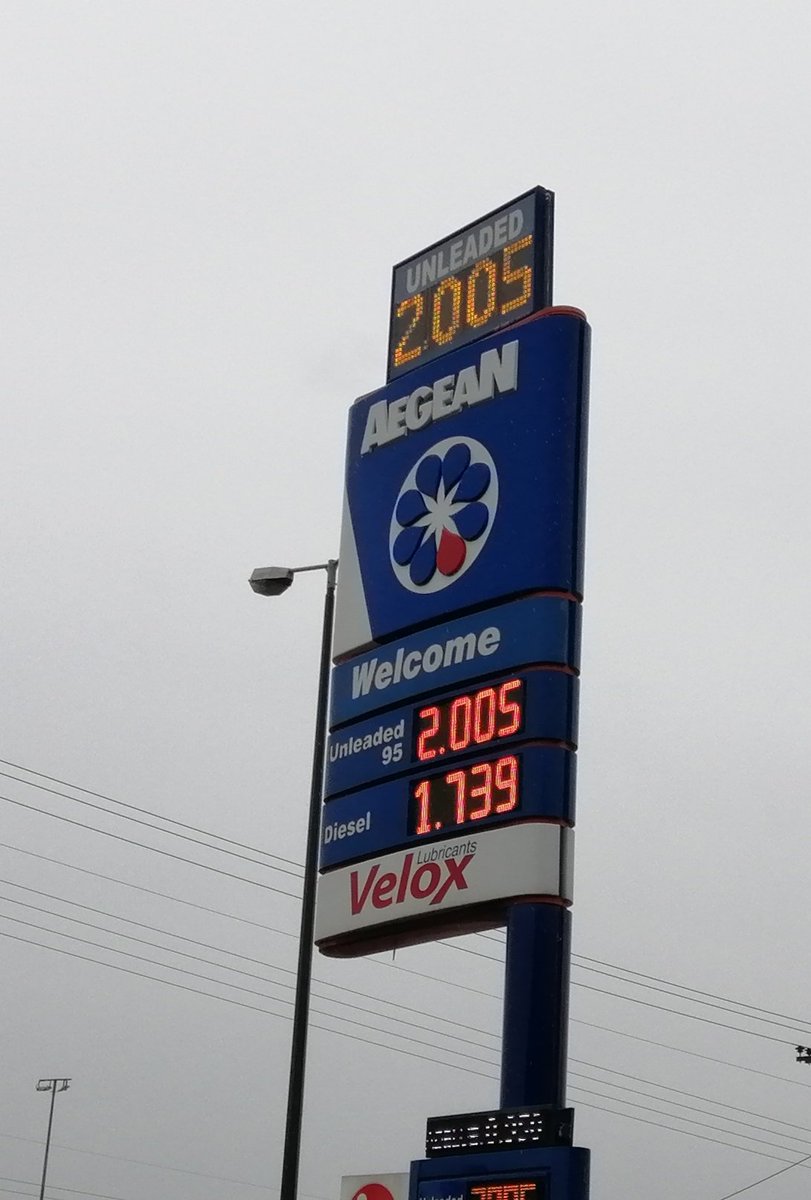 UNLEADED
2.005
AEGEAN
Welcome
Unleaded
95
2.005
Diesel
1.739
Lubricants
Velox